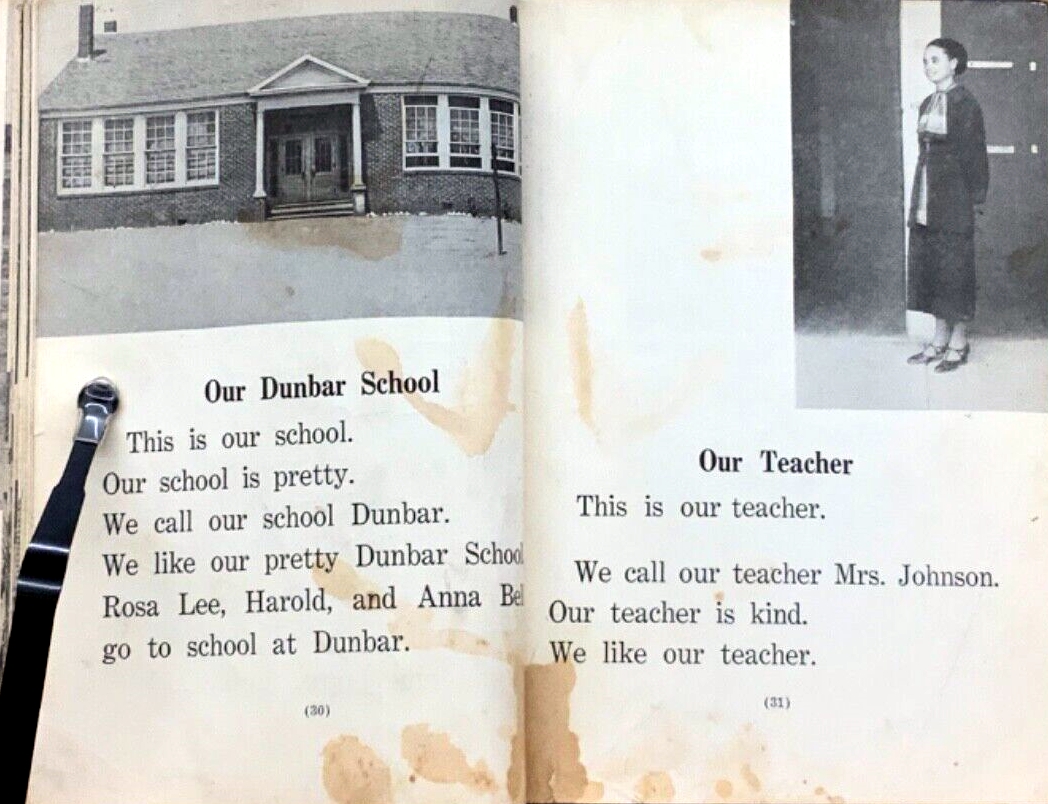 Our Dunbar School
This is our school.
Our school is pretty.
We call our school Dunbar.
We like our pretty Dunbar School
Rosa Lee, Harold, and Anna
go to school at Dunbar.
(30)
Our Teacher
This is our teacher.
We call our teacher Mrs. Johnson.
Our teacher is kind.
We like our teacher.
(31)